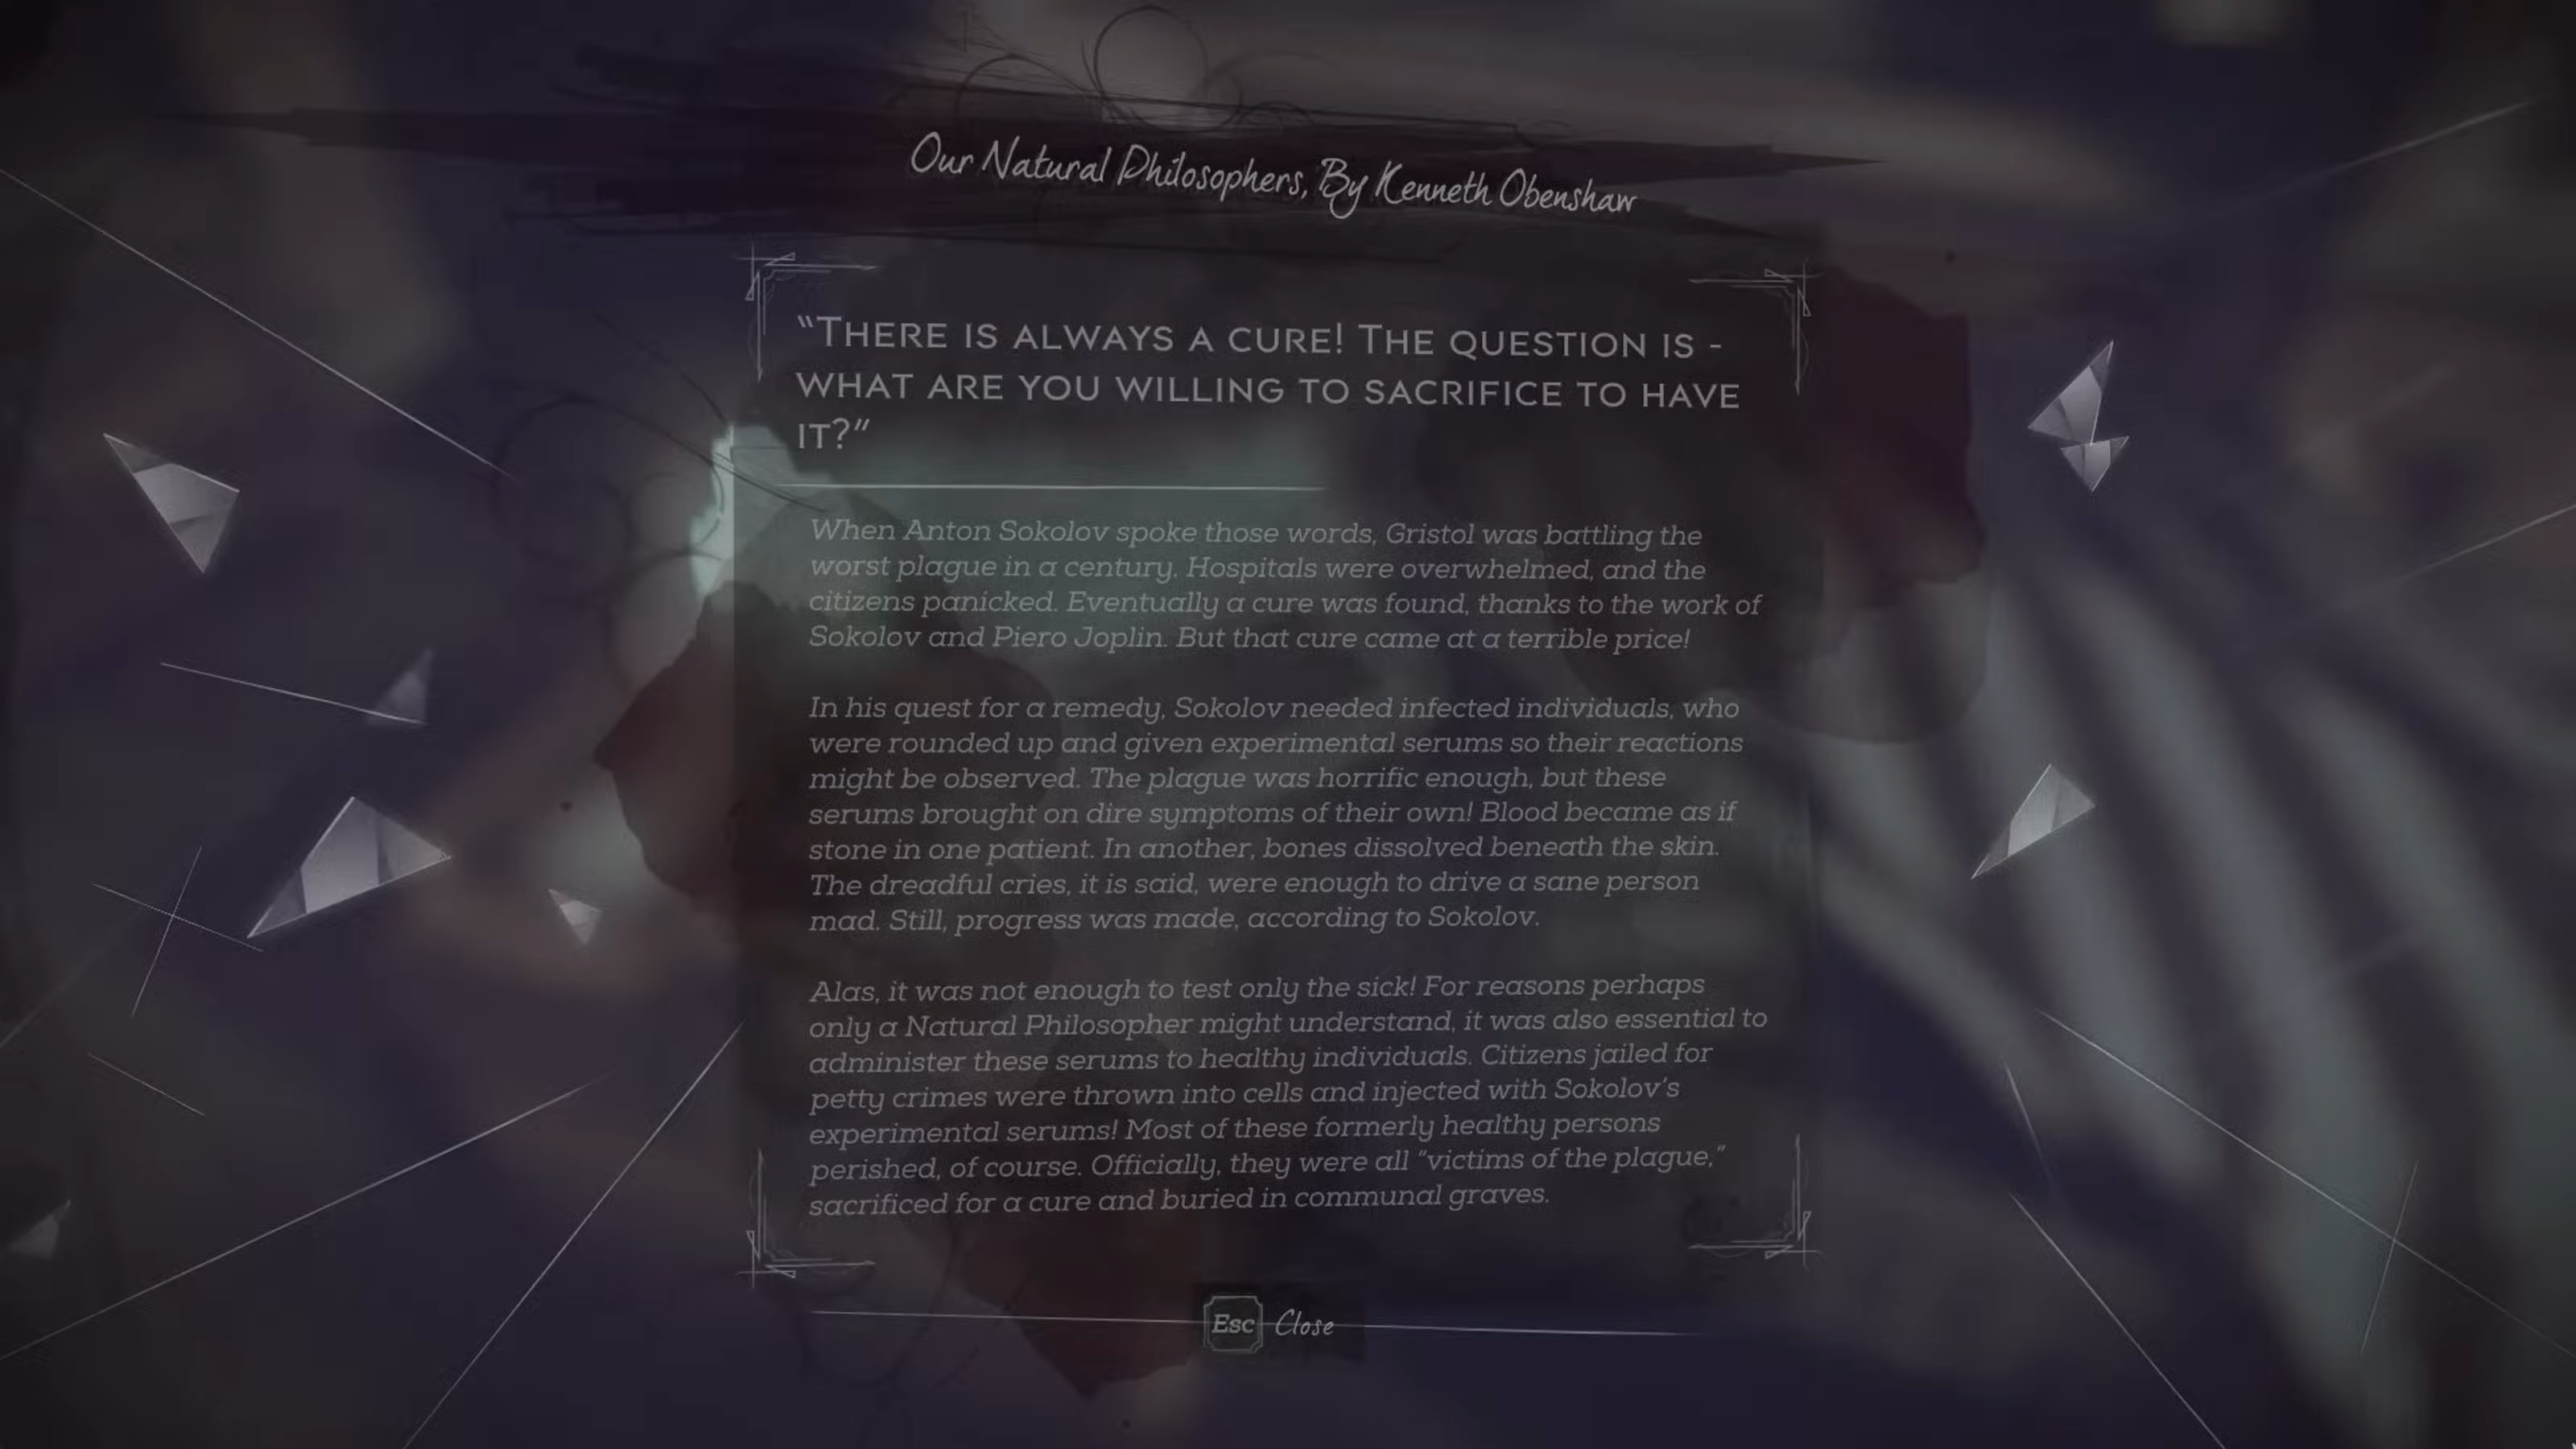 Our Natural Philosophers, By Kenneth Obenshaw
“There is always a cure! The question is -
what are you willing to sacrifice to have
it?”
When Anton Sokolov spoke those words, Gristol was battling the
worst plague in a century. Hospitals were overwhelmed, and the
citizens panicked. Eventually a cure was found, thanks to the work of
Sokolov and Piero Joplin. But that cure came at a terrible price!
In his quest for a remedy, Sokolov needed infected individuals, who
were rounded up and given experimental serums so their reactions
might be observed. The plague was horrific enough, but these
serums brought on dire symptoms of their own! Blood became as if
stone in one patient. In another, bones dissolved beneath the skin.
The dreadful cries, it is said, were enough to drive a sane person
mad. Still, progress was made, according to Sokolov.
Alas, it was not enough to test only the sick! For reasons perhaps
only a Natural Philosopher might understand, it was also essential to
administer these serums to healthy individuals. Citizens jailed for
petty crimes were thrown into cells and injected with Sokolov’s
experimental serums! Most of these formerly healthy persons
perished, of course. Officially, they were all “victims of the plague,”
sacrificed for a cure and buried in communal graves.
Esc Close